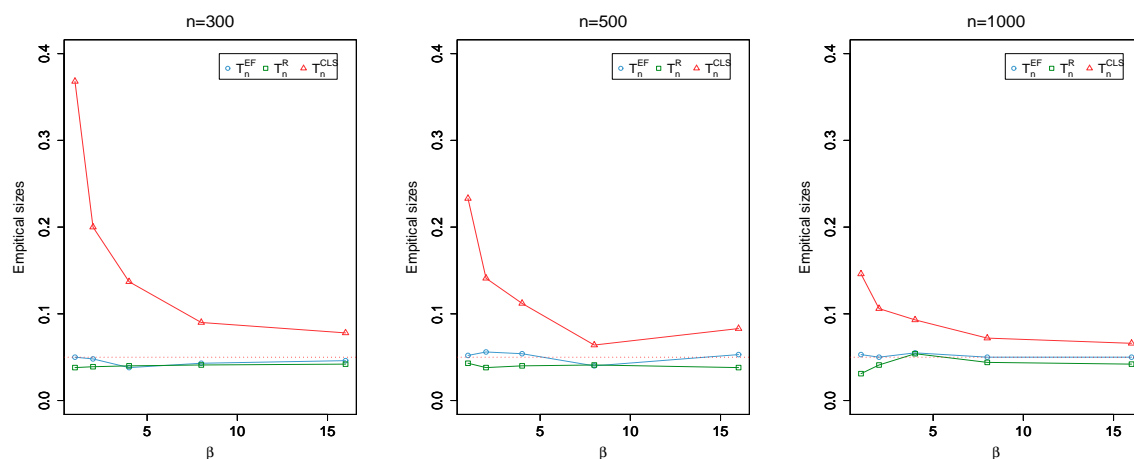 n=300
T_n^EF T_n^R T_n^CLS
Empitical sizes
0.0 0.1 0.2 0.3 0.4
5 10 15
β
n=500
T_n^EF T_n^R T_n^CLS
Empitical sizes
0.0 0.1 0.2 0.3 0.4
5 10 15
β
n=1000
T_n^EF T_n^R T_n^CLS
Empitical sizes
0.0 0.1 0.2 0.3 0.4
5 10 15
β